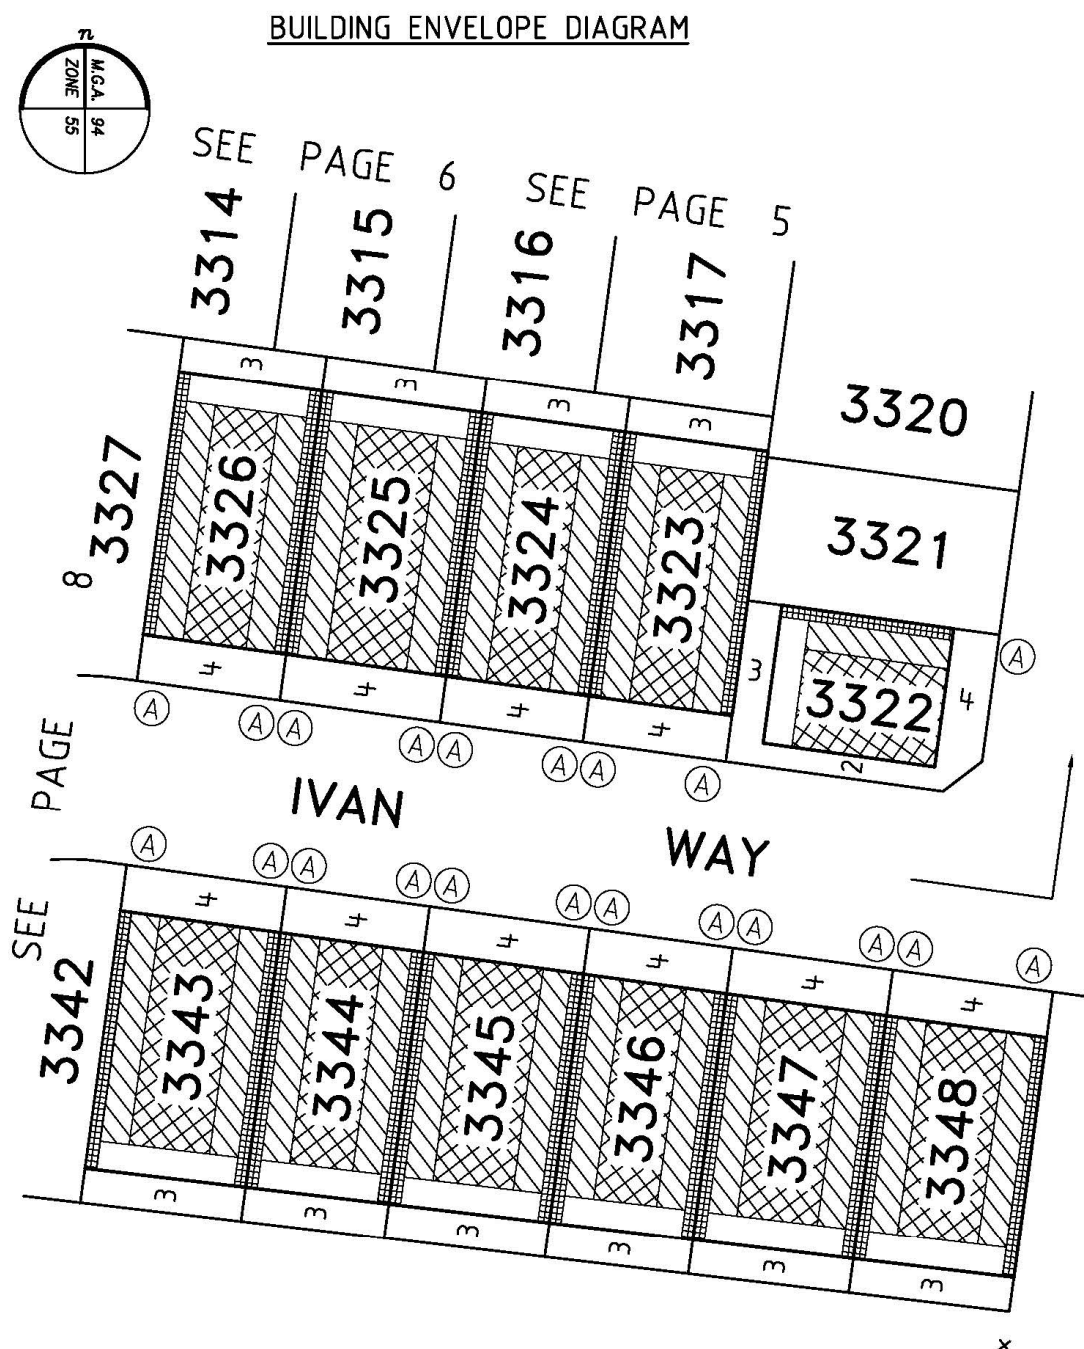 BUILDING ENVELOPE DIAGRAM
n
M.G.A. 94
ZONE 55
SEE PAGE 6
SEE PAGE 5
3314
3315
3316
3317
3320
3 3 3 3
3321
SEE PAGE 8
3327
3326
3325
3324
3323
3322
3
4
2
4 4 4 4
A
A A A A A A A A
IVAN WAY
A A A A A A A A A A A A
4 4 4 4 4 4
3342
3343
3344
3345
3346
3347
3348
3 3 3 3 3 3
x